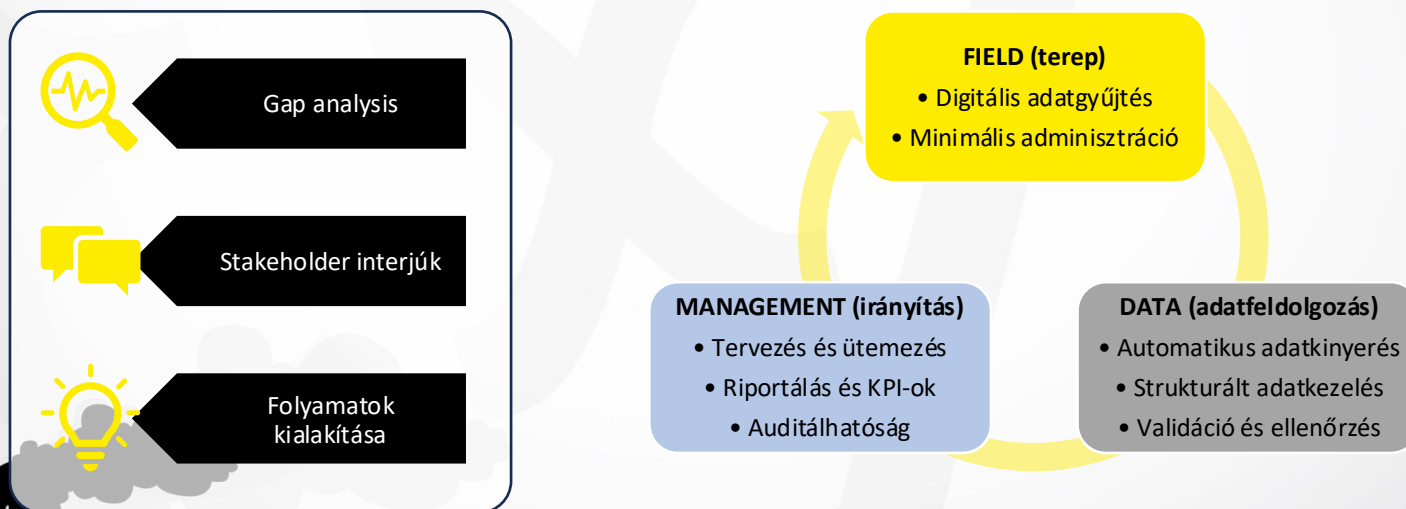 Gap analysis
Stakeholder interjúk
Folyamatok
kialakítása
FIELD (terep)
• Digitális adatgyűjtés
• Minimális adminisztráció
MANAGEMENT (irányítás)
• Tervezés és ütemezés
• Riportálás és KPI-ok
• Auditálhatóság
DATA (adatfeldolgozás)
• Automatikus adatkinyerés
• Strukturált adatkezelés
• Validáció és ellenőrzés